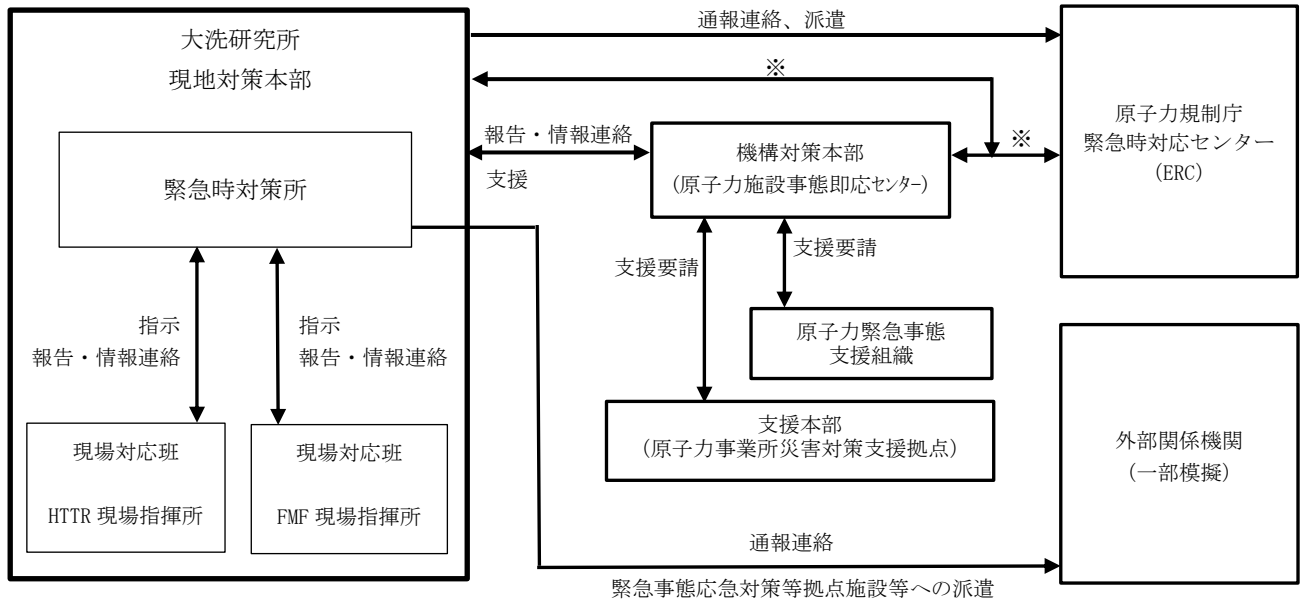 大洗研究所
現地対策本部
緊急時対策所
指示
報告・情報連絡
指示
報告・情報連絡
現場対応班
HTTR 現場指揮所
現場対応班
FMF 現場指揮所
通報連絡、派遣
※
報告・情報連絡
支援
機構対策本部
(原子力施設事態即応センター)
※
原子力規制庁
緊急時対応センター
(ERC)
支援要請
支援要請
原子力緊急事態
支援組織
支援本部
(原子力事業所災害対策支援拠点)
外部関係機関
(一部模擬)
通報連絡
緊急事態応急対策等拠点施設等への派遣